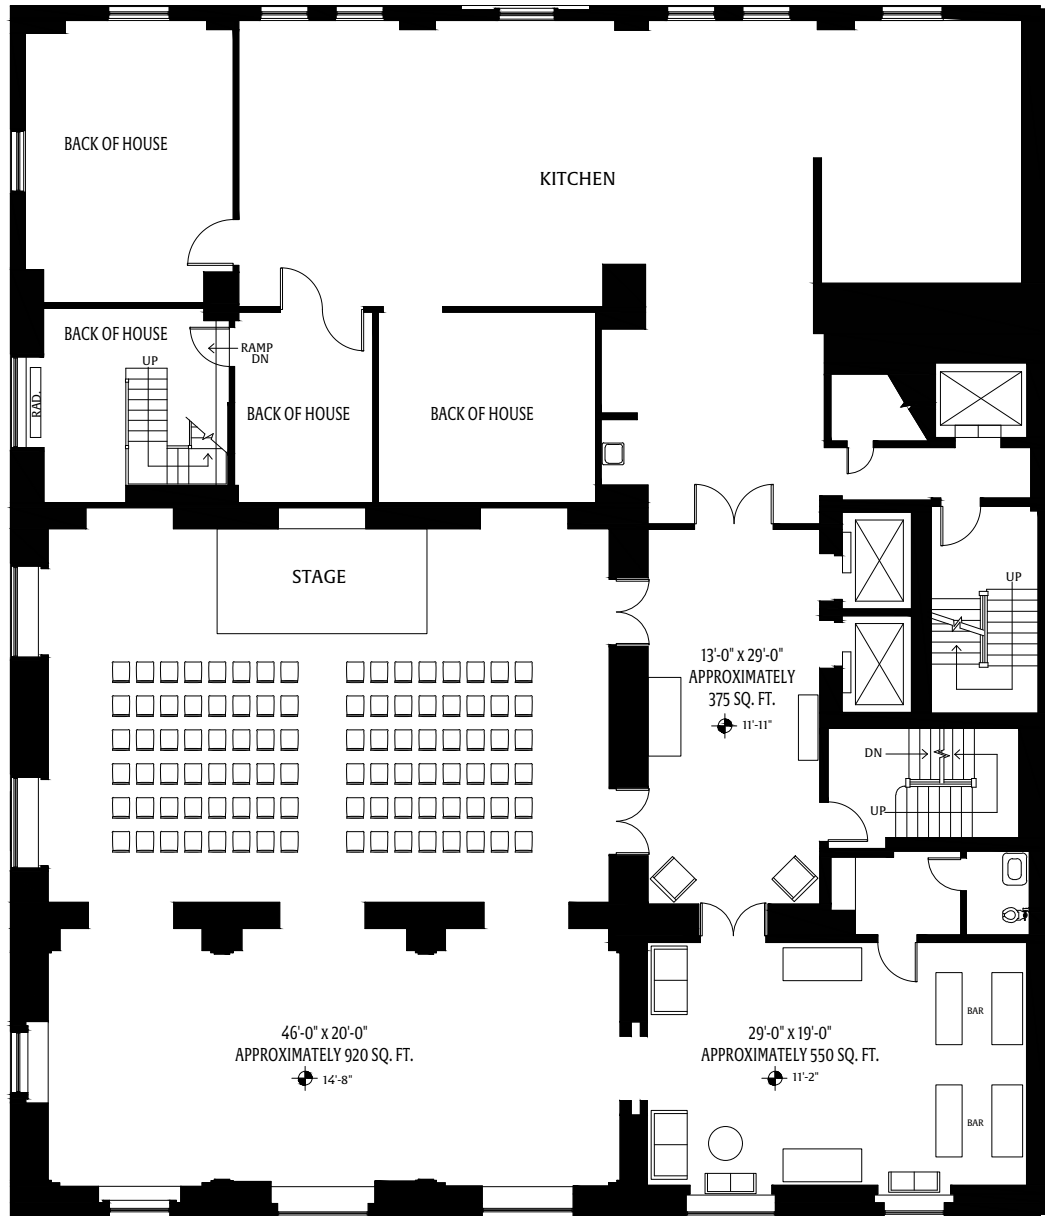 BACK OF HOUSE
KITCHEN
BACK OF HOUSE
UP
RAMP
DN
RAD.
BACK OF HOUSE
BACK OF HOUSE
STAGE
UP
13'-0" x 29'-0"
APPROXIMATELY
375 SQ. FT.
11'-11"
DN
UP
46'-0" x 20'-0"
APPROXIMATELY 920 SQ. FT.
14'-8"
29'-0" x 19'-0"
APPROXIMATELY 550 SQ. FT.
11'-2"
BAR
BAR